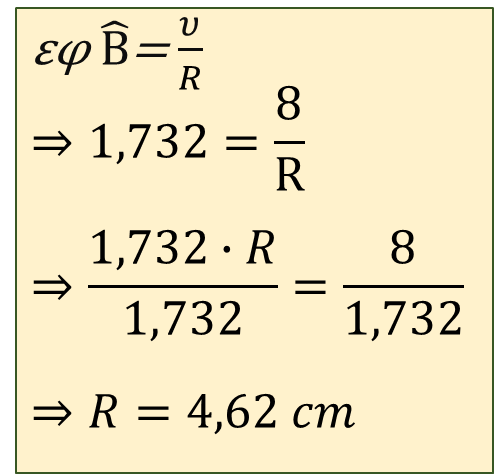 εφ B̂ = υ/R
⇒ 1,732 = 8/R
⇒ 1,732 · R/1,732 = 8/1,732
⇒ R = 4,62 cm